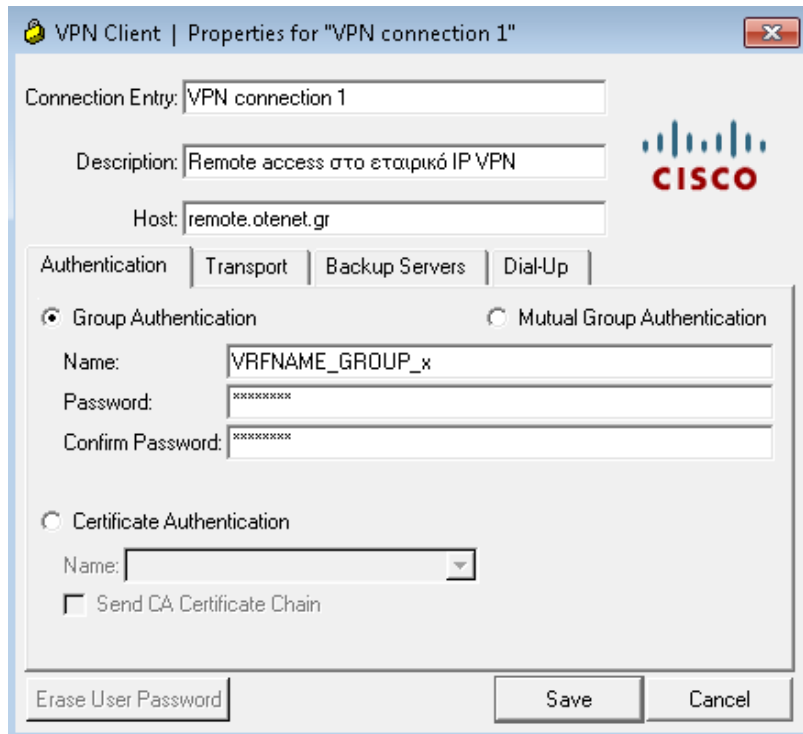 VPN Client | Properties for "VPN connection 1"
Connection Entry: VPN connection 1
Description: Remote access στο εταιρικό IP VPN
CISCO
Host: remote.otenet.gr
Authentication Transport Backup Servers Dial-Up
Group Authentication Mutual Group Authentication
Name: VRFNAME_GROUP_x
Password: ********
Confirm Password: ********
Certificate Authentication
Name:
Send CA Certificate Chain
Erase User Password Save Cancel